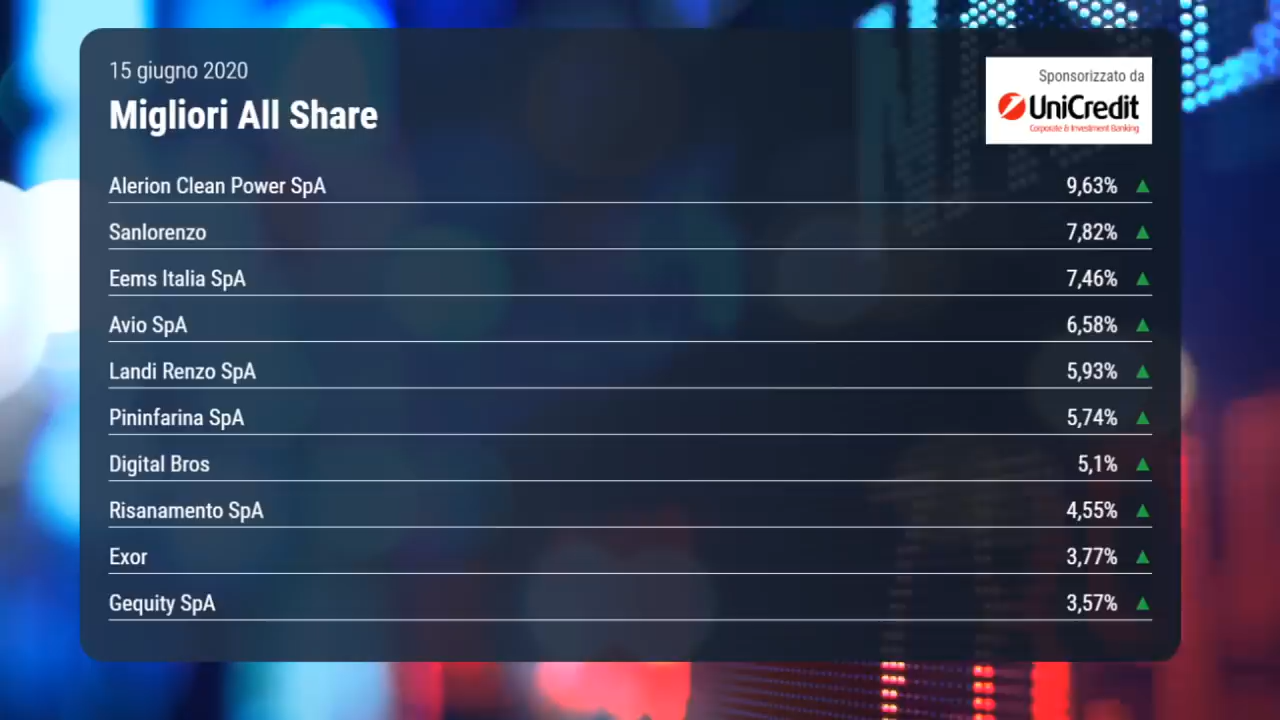 15 giugno 2020
Migliori All Share
Sponsorizzato da
UniCredit
Corporate & Investment Banking
Alerion Clean Power SpA 9,63% ▲
Sanlorenzo 7,82% ▲
Eems Italia SpA 7,46% ▲
Avio SpA 6,58% ▲
Landi Renzo SpA 5,93% ▲
Pininfarina SpA 5,74% ▲
Digital Bros 5,1% ▲
Risanamento SpA 4,55% ▲
Exor 3,77% ▲
Gequity SpA 3,57% ▲